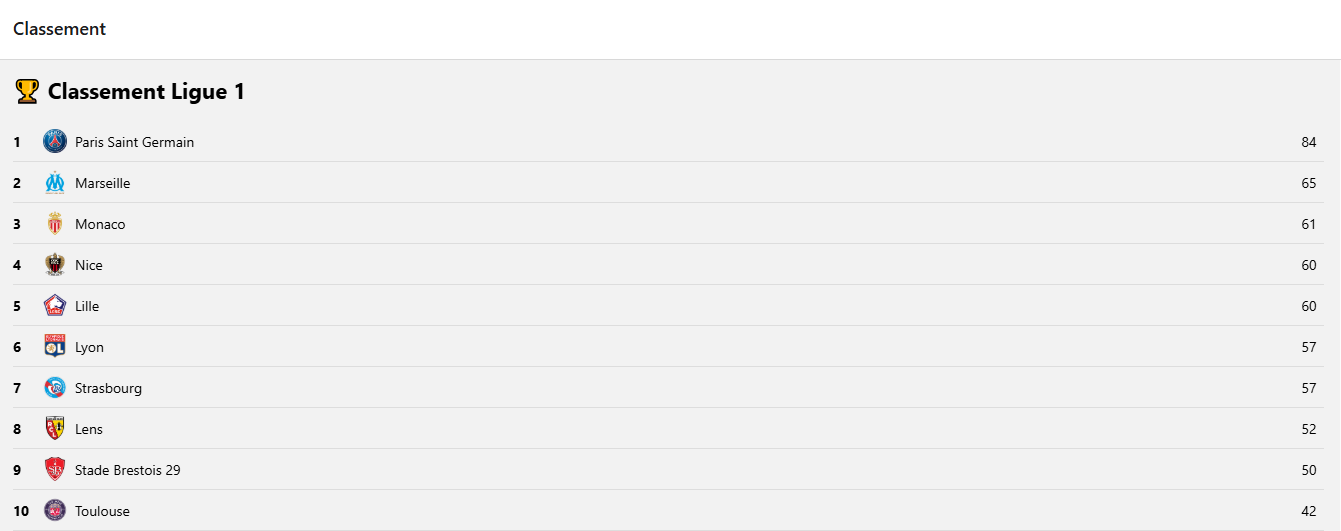 Classement
Classement Ligue 1
1 Paris Saint Germain 84
2 Marseille 65
3 Monaco 61
4 Nice 60
5 Lille 60
6 Lyon 57
7 Strasbourg 57
8 Lens 52
9 Stade Brestois 29 50
10 Toulouse 42